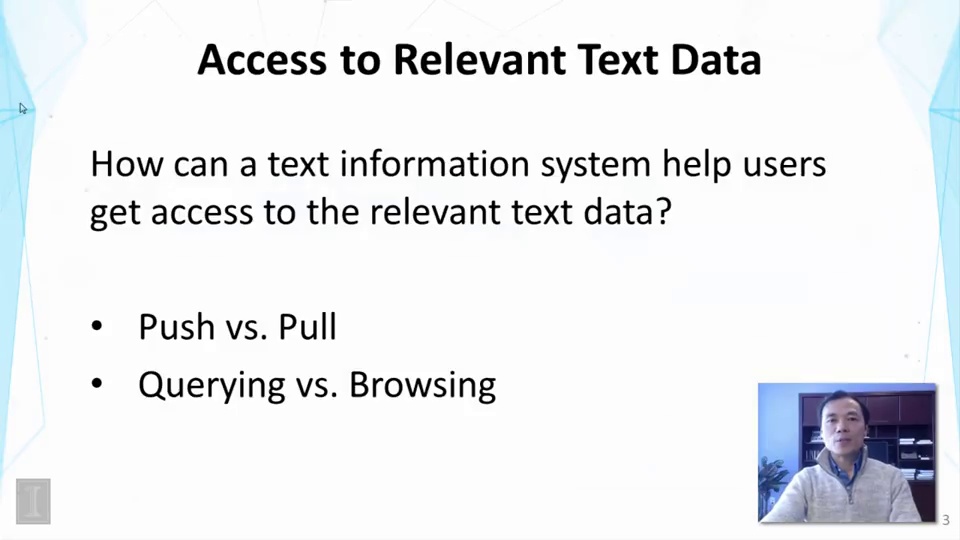 Access to Relevant Text Data
How can a text information system help users
get access to the relevant text data?
• Push vs. Pull
• Querying vs. Browsing
I
3